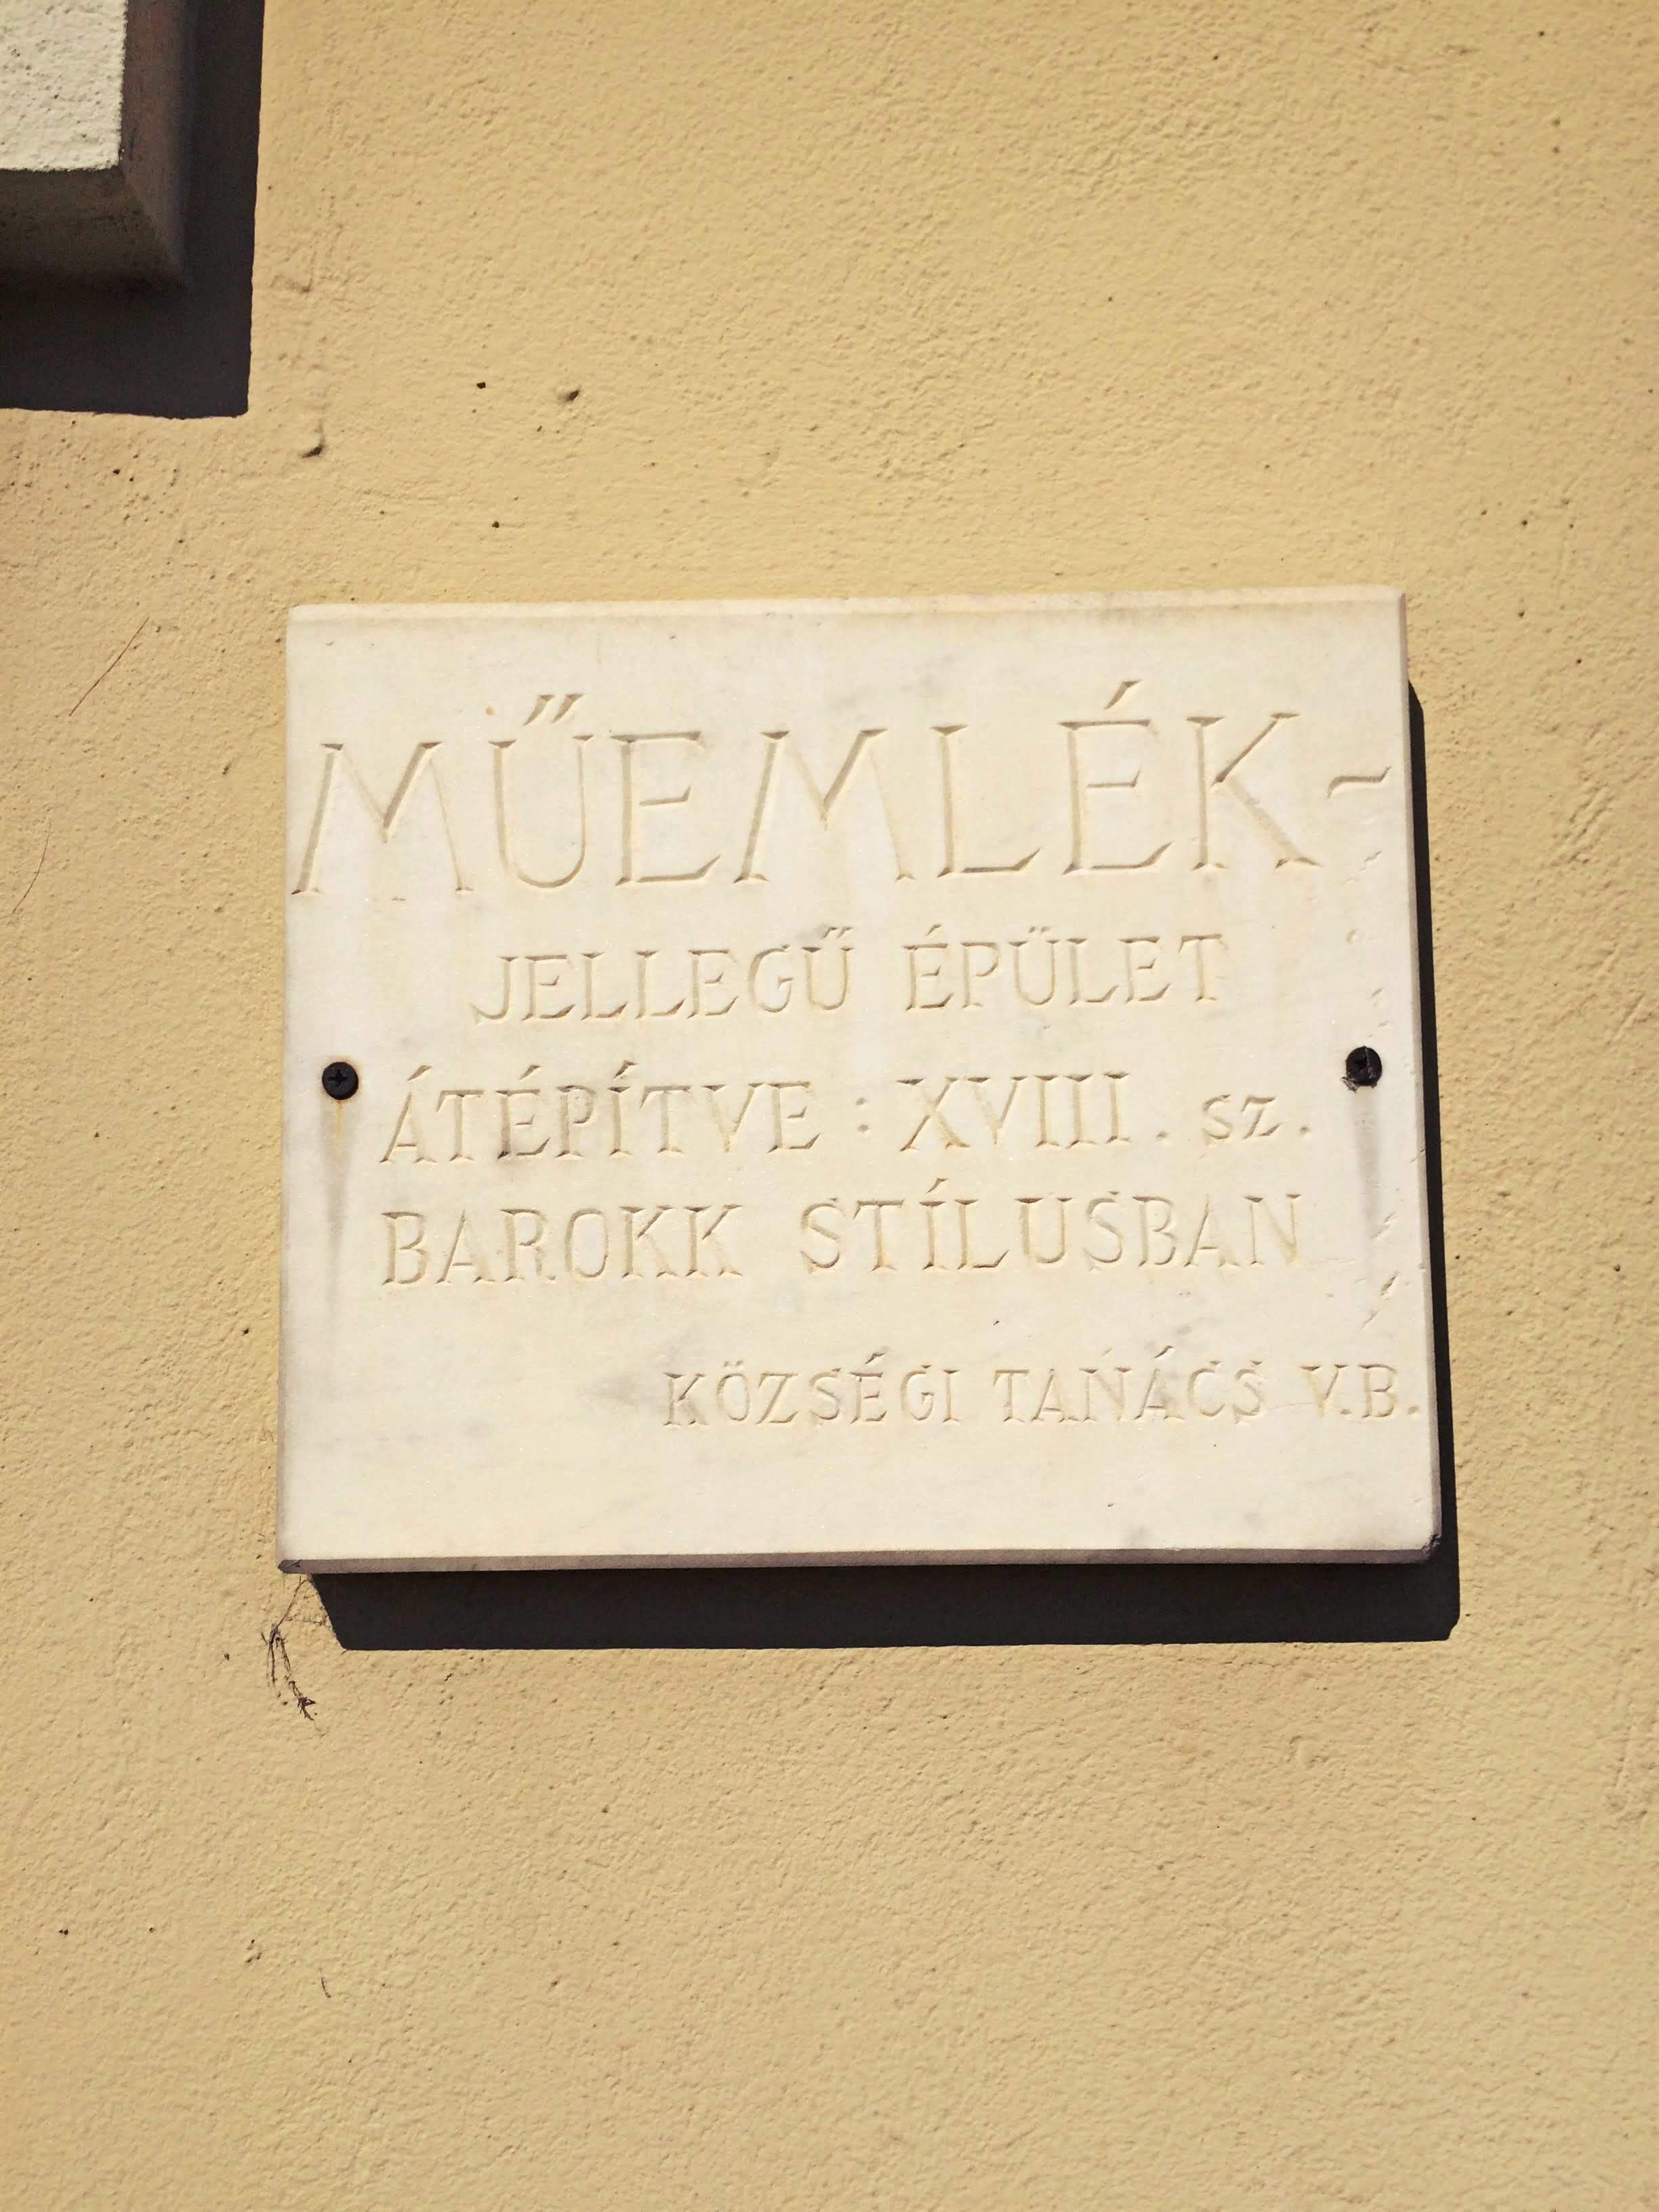 MŰEMLÉK-
JELLEGŰ ÉPÜLET
ÁTÉPÍTVE: XVIII. sz.
BAROKK STÍLUSBAN
KÖZSÉGI TANÁCS V.B.